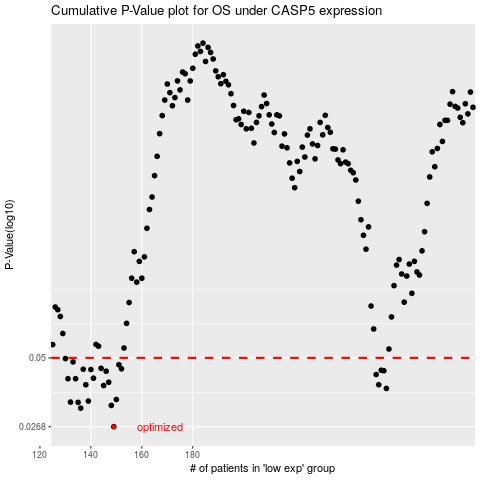 Cumulative P-Value plot for OS under CASP5 expression
P-Value(log10)
0.05
0.0268
optimized
120 140 160 180
# of patients in 'low exp' group